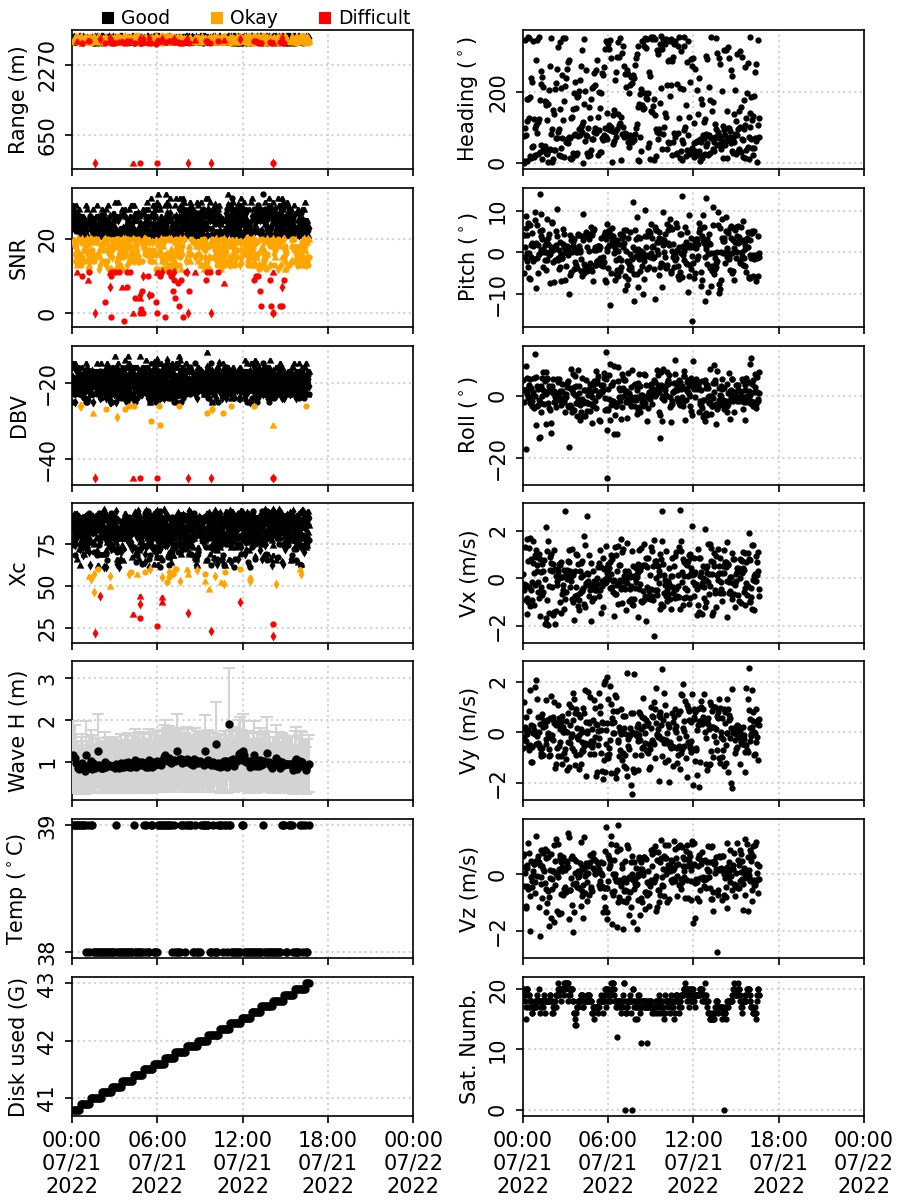 Good Okay Difficult
Range (m)
2270
650
Heading (°)
200
0
SNR
20
0
Pitch (°)
10
0
−10
DBV
−20
−40
Roll (°)
0
−20
Xc
75
50
25
Vx (m/s)
2
0
−2
Wave H (m)
3
2
1
Vy (m/s)
2
0
−2
Temp (°C)
39
38
Vz (m/s)
0
−2
Disk used (G)
43
42
41
Sat. Numb.
20
10
0
00:00 06:00 12:00 18:00 00:00
07/21 07/21 07/21 07/21 07/22
2022 2022 2022 2022 2022
00:00 06:00 12:00 18:00 00:00
07/21 07/21 07/21 07/21 07/22
2022 2022 2022 2022 2022